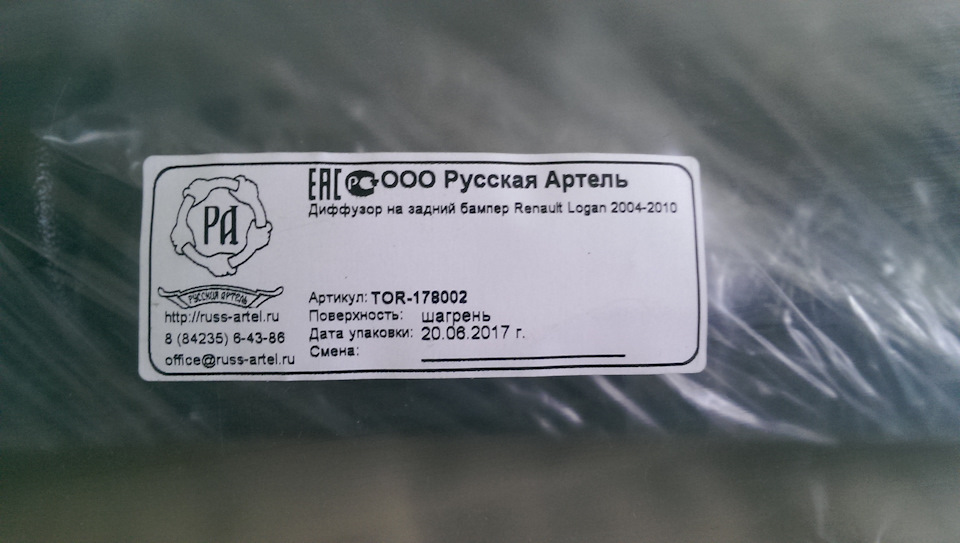 РА
РУССКАЯ АРТЕЛЬ
http://russ-artel.ru
8 (84235) 6-43-86
office@russ-artel.ru
ЕАС РС ООО Русская Артель
Диффузор на задний бампер Renault Logan 2004-2010
Артикул: TOR-178002
Поверхность: шагрень
Дата упаковки: 20.06.2017 г.
Смена: